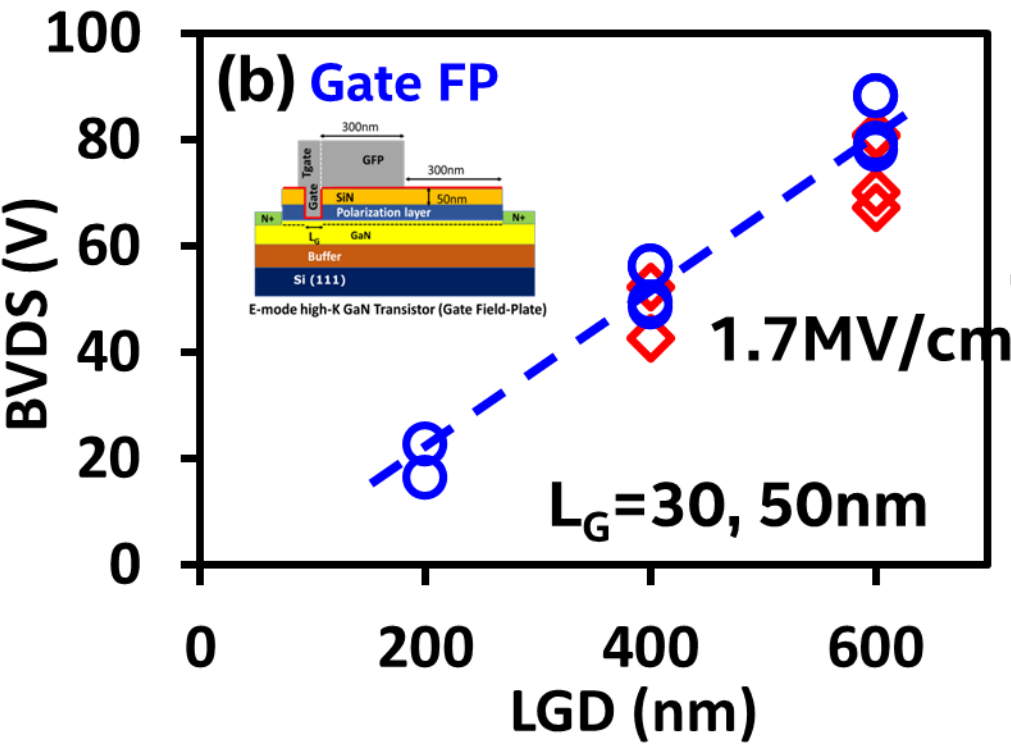 (b) Gate FP
300nm
Tgate
GFP
300nm
Gate
SiN
50nm
Polarization layer
N+
N+
LG
GaN
Buffer
Si (111)
E-mode high-K GaN Transistor (Gate Field-Plate)
1.7MV/cm
LG=30, 50nm
BVDS (V)
100
80
60
40
20
0
0 200 400 600
LGD (nm)